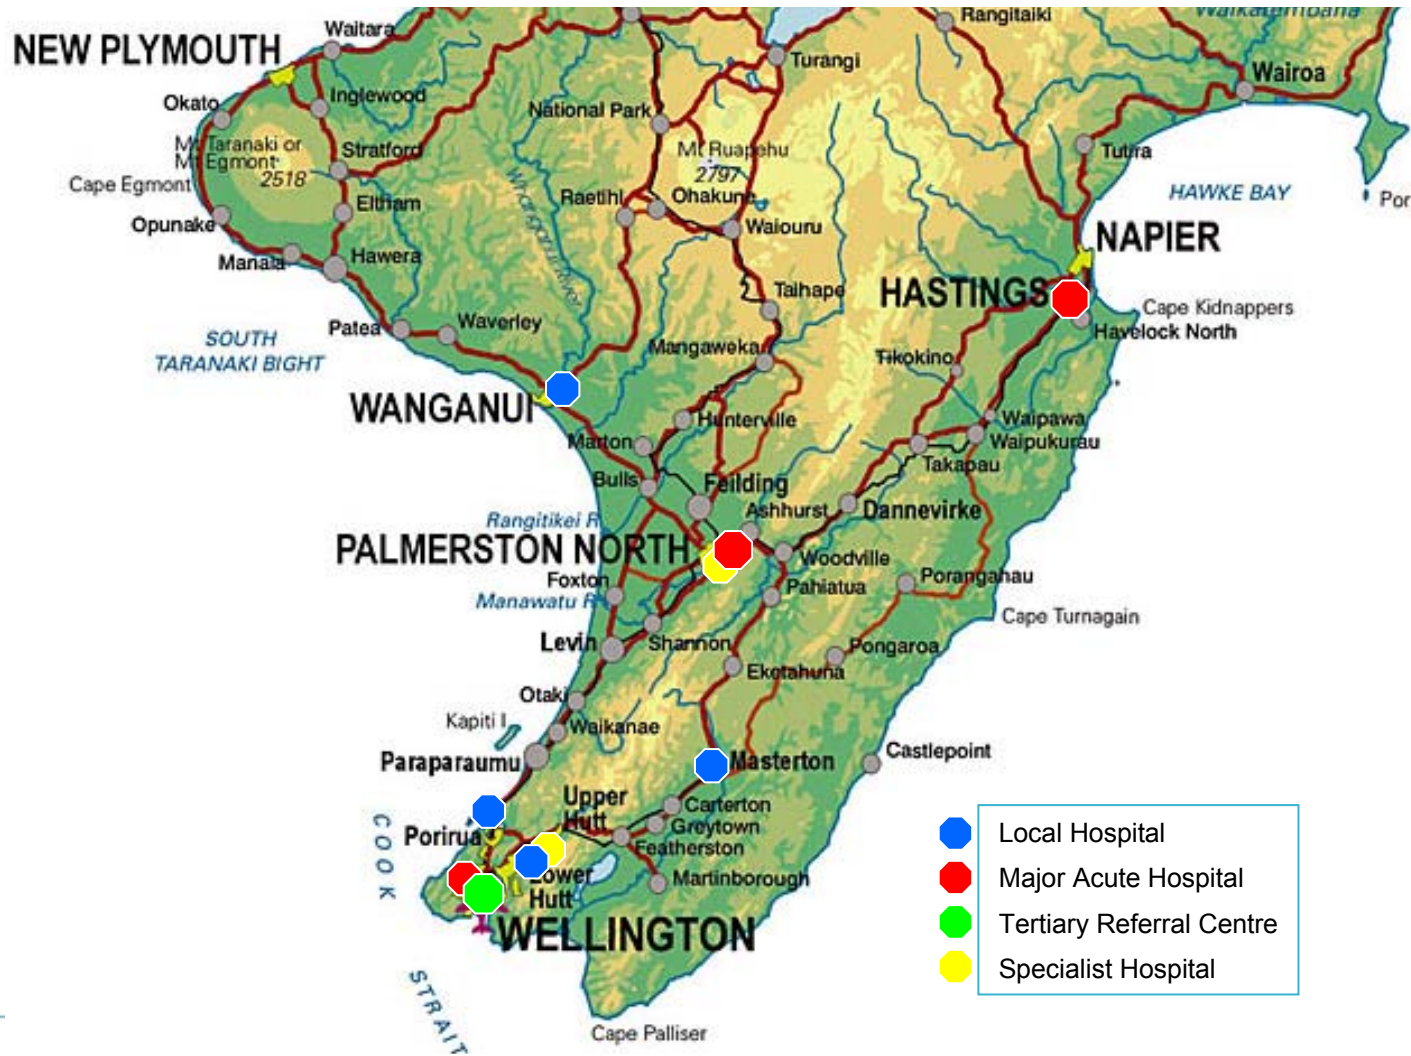 Waitara
NEW PLYMOUTH
Rangitaiki
Turangi
Wairoa
Okato
Inglewood
National Park
Mt Taranaki or
Mt Egmont
2518
Stratford
Mt Ruapehu
2797
Tutira
Cape Egmont
HAWKE BAY
Por
Opunake
Eltham
Raetihi
Ohakune
Waiouru
Whanganui River
NAPIER
Manaia
Hawera
HASTINGS
Taihape
Cape Kidnappers
Havelock North
Patea
Waverley
SOUTH
TARANAKI BIGHT
Mangaweka
Tikokino
WANGANUI
Hunterville
Waipawa
Waipukurau
Marton
Takapau
Bulls
Feilding
Ashhurst
Dannevirke
Rangitikei R
PALMERSTON NORTH
Woodville
Foxton
Pahiatua
Porangahau
Manawatu R
Cape Turnagain
Levin
Shannon
Pongaroa
Eketahuna
Otaki
Kapiti I
Waikanae
Paraparaumu
Masterton
Castlepoint
Upper
Hutt
Carterton
Porirua
Greytown
Featherston
COOK
Lower
Hutt
Martinborough
WELLINGTON
STRAIT
Cape Palliser
Local Hospital
Major Acute Hospital
Tertiary Referral Centre
Specialist Hospital